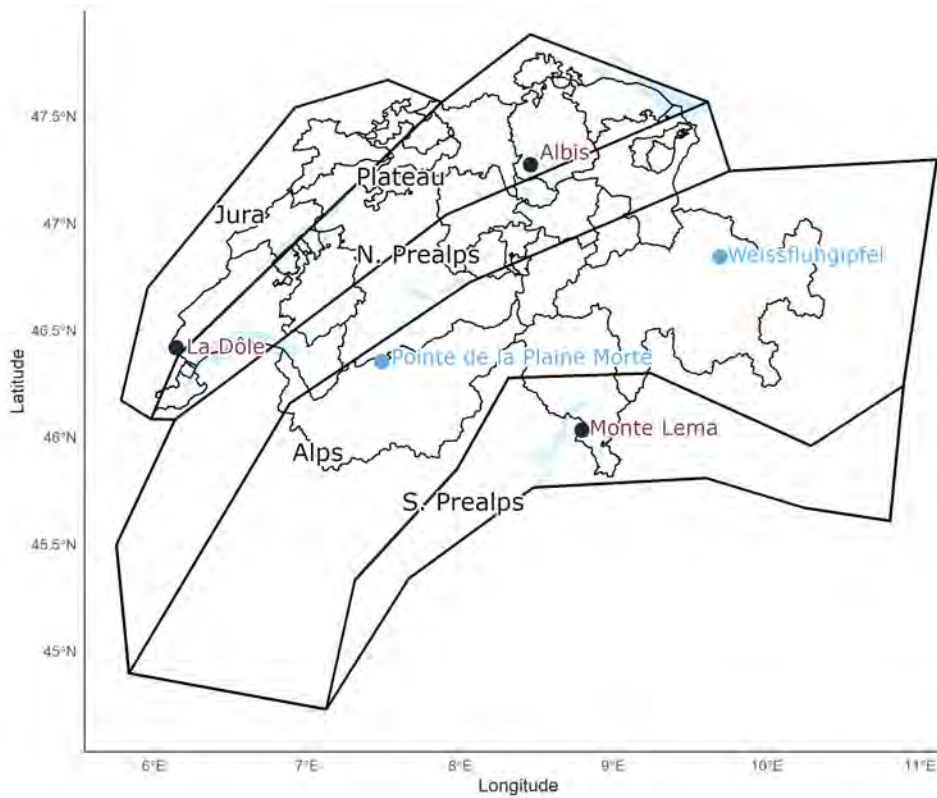 47.5°N
47°N
46.5°N
46°N
45.5°N
45°N
Latitude
Albis
Plateau
Jura
N. Prealps
Weissfluhgipfel
La Dôle
Pointe de la Plaine Morte
Monte Lema
Alps
S. Prealps
6°E
7°E
8°E
9°E
10°E
11°E
Longitude